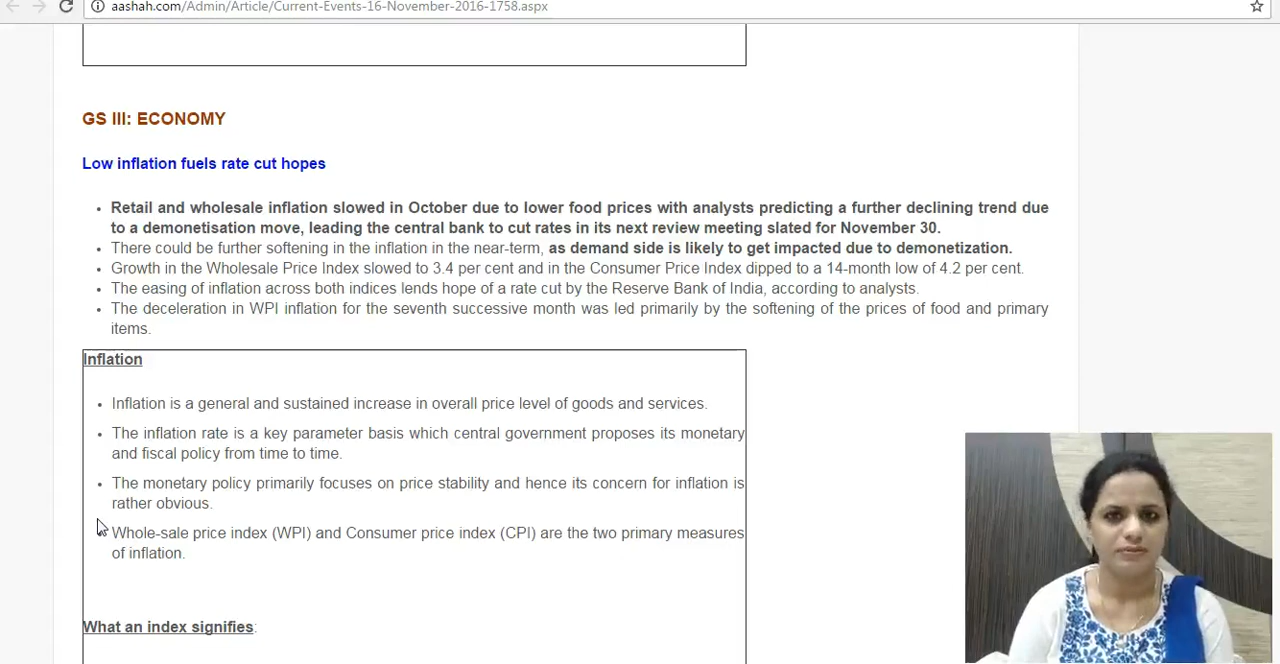 aashah.com/Admin/Article/Current-Events-16-November-2016-1758.aspx
GS III: ECONOMY
Low inflation fuels rate cut hopes
• Retail and wholesale inflation slowed in October due to lower food prices with analysts predicting a further declining trend due
to a demonetisation move, leading the central bank to cut rates in its next review meeting slated for November 30.
• There could be further softening in the inflation in the near-term, as demand side is likely to get impacted due to demonetization.
• Growth in the Wholesale Price Index slowed to 3.4 per cent and in the Consumer Price Index dipped to a 14-month low of 4.2 per cent.
• The easing of inflation across both indices lends hope of a rate cut by the Reserve Bank of India, according to analysts.
• The deceleration in WPI inflation for the seventh successive month was led primarily by the softening of the prices of food and primary
items.
Inflation
• Inflation is a general and sustained increase in overall price level of goods and services.
• The inflation rate is a key parameter basis which central government proposes its monetary
and fiscal policy from time to time.
• The monetary policy primarily focuses on price stability and hence its concern for inflation is
rather obvious.
• Whole-sale price index (WPI) and Consumer price index (CPI) are the two primary measures
of inflation.
What an index signifies: